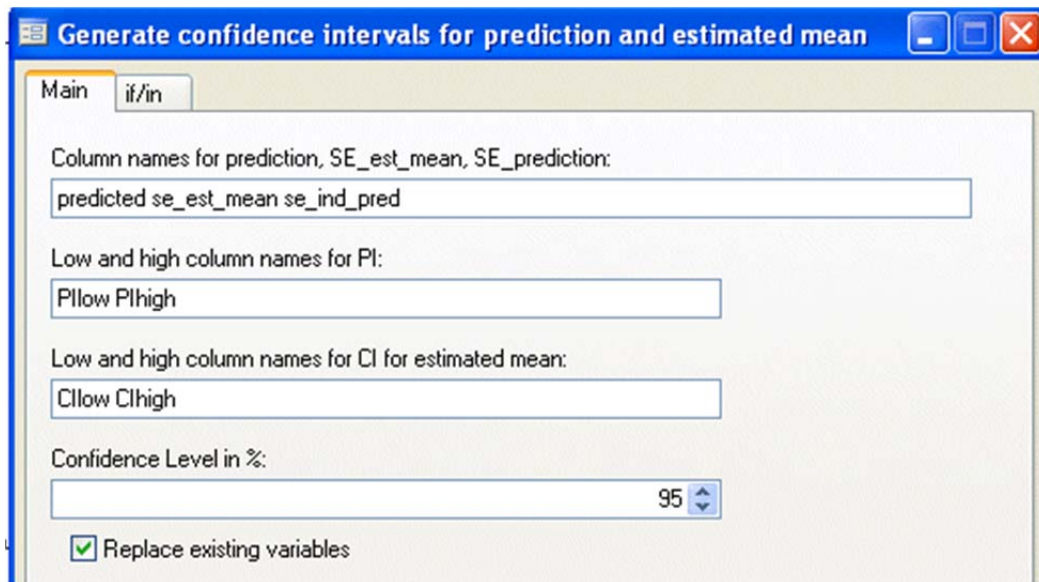 Generate confidence intervals for prediction and estimated mean
Main
if/in
Column names for prediction, SE_est_mean, SE_prediction:
predicted se_est_mean se_ind_pred
Low and high column names for PI:
PIlow PIhigh
Low and high column names for CI for estimated mean:
CIlow CIhigh
Confidence Level in %:
95
Replace existing variables